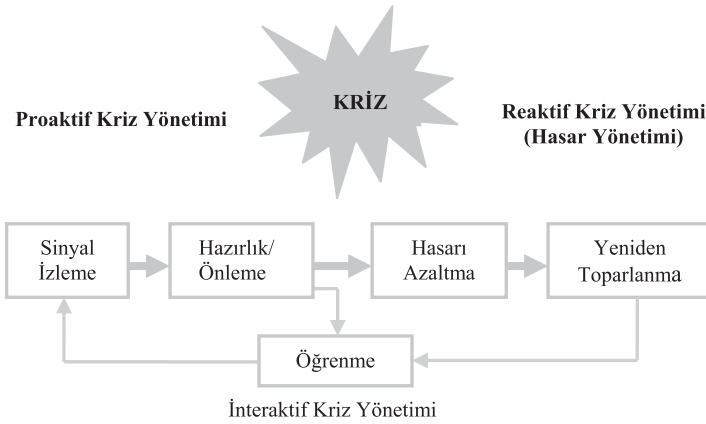 KRİZ
Proaktif Kriz Yönetimi
Reaktif Kriz Yönetimi
(Hasar Yönetimi)
Sinyal
İzleme
Hazırlık/
Önleme
Hasarı
Azaltma
Yeniden
Toparlanma
Öğrenme
İnteraktif Kriz Yönetimi